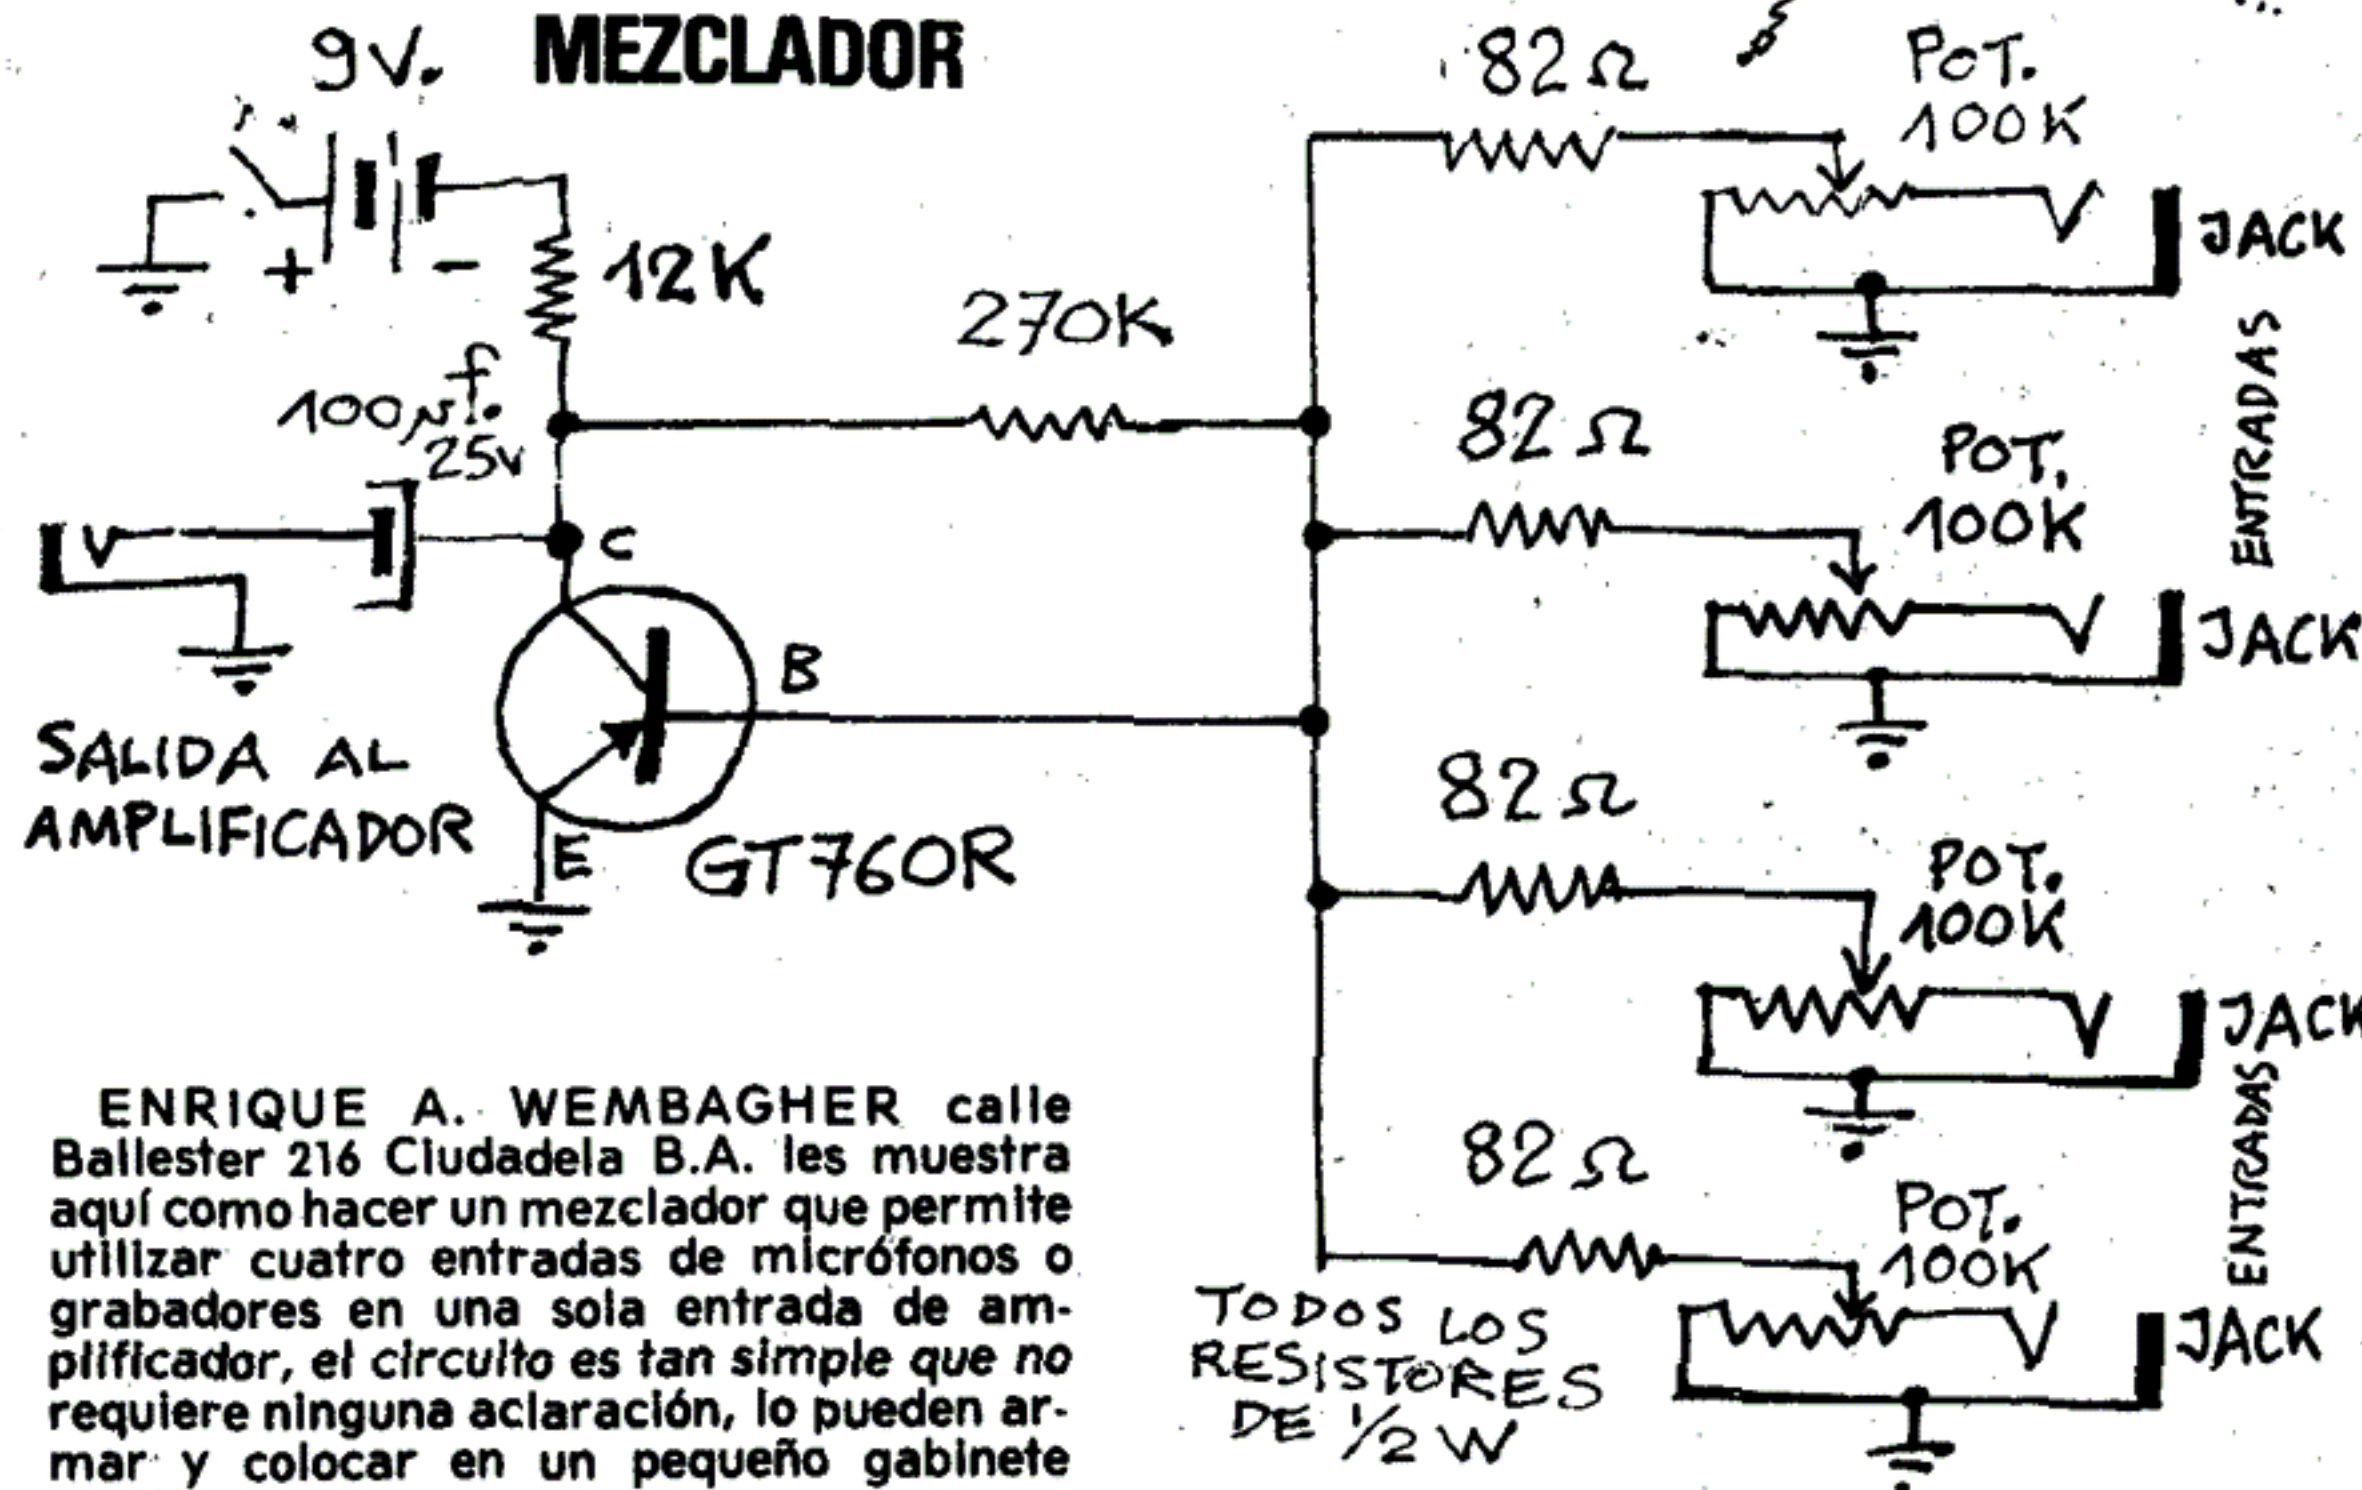 MEZCLADOR
9V.
+
-
12K
270K
100µf.
25v
C
B
E
GT760R
SALIDA AL
AMPLIFICADOR
82Ω
POT.
100K
JACK
82Ω
POT.
100K
JACK
ENTRADAS
82Ω
POT.
100K
JACK
82Ω
POT.
100K
JACK
ENTRADAS
TODOS LOS
RESISTORES
DE 1/2 W
ENRIQUE A. WEMBAGHER calle
Ballester 216 Ciudadela B.A. les muestra
aquí como hacer un mezclador que permite
utilizar cuatro entradas de micrófonos o
grabadores en una sola entrada de am-
plificador, el circuito es tan simple que no
requiere ninguna aclaración, lo pueden ar-
mar y colocar en un pequeño gabinete